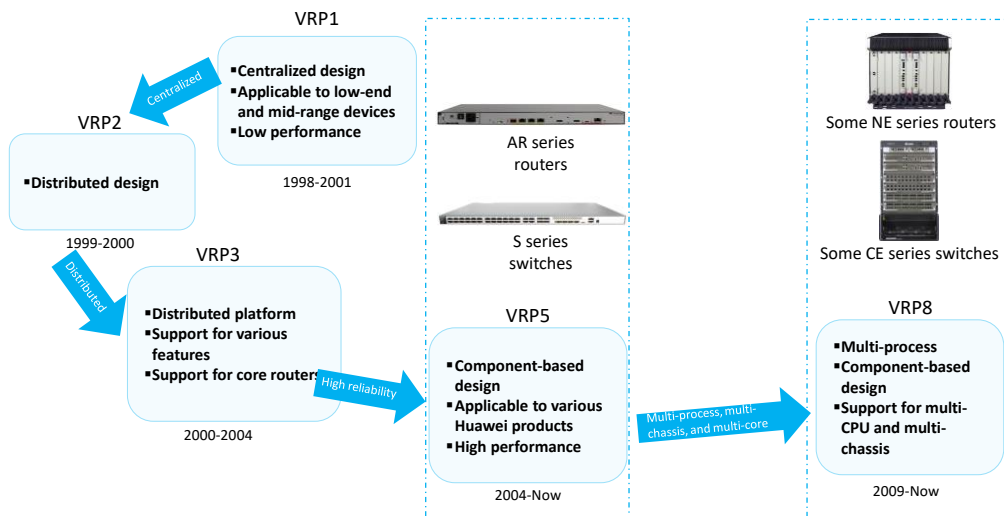 VRP1
▪Centralized design
▪Applicable to low-end
and mid-range devices
▪Low performance
1998-2001
Centralized
VRP2
▪Distributed design
1999-2000
Distributed
VRP3
▪Distributed platform
▪Support for various
features
▪Support for core routers
2000-2004
High reliability
AR series
routers
S series
switches
VRP5
▪Component-based
design
▪Applicable to various
Huawei products
▪High performance
2004-Now
Multi-process, multi-
chassis, and multi-core
Some NE series routers
Some CE series switches
VRP8
▪Multi-process
▪Component-based
design
▪Support for multi-
CPU and multi-
chassis
2009-Now